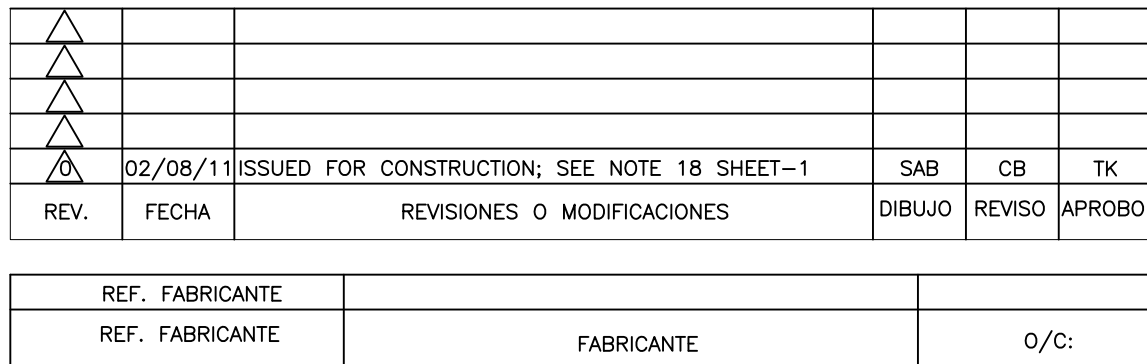 0 02/08/11 ISSUED FOR CONSTRUCTION; SEE NOTE 18 SHEET-1 SAB CB TK
REV. FECHA REVISIONES O MODIFICACIONES DIBUJO REVISO APROBO
REF. FABRICANTE
REF. FABRICANTE FABRICANTE O/C: